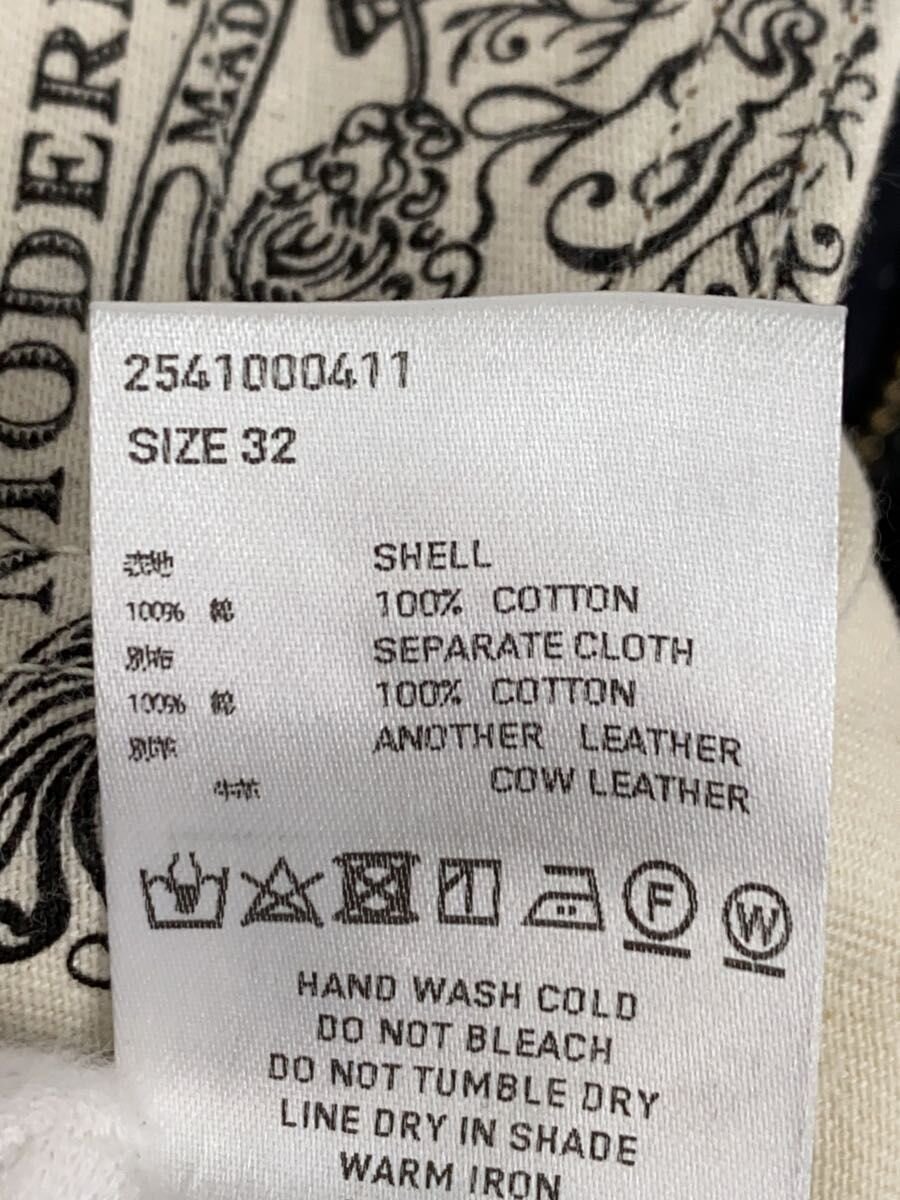 MODERN
MAD
2541000411
SIZE 32
表地 SHELL
100% 綿 100% COTTON
別布 SEPARATE CLOTH
100% 綿 100% COTTON
別革 ANOTHER LEATHER
牛革 COW LEATHER
F W
HAND WASH COLD
DO NOT BLEACH
DO NOT TUMBLE DRY
LINE DRY IN SHADE
WARM IRON